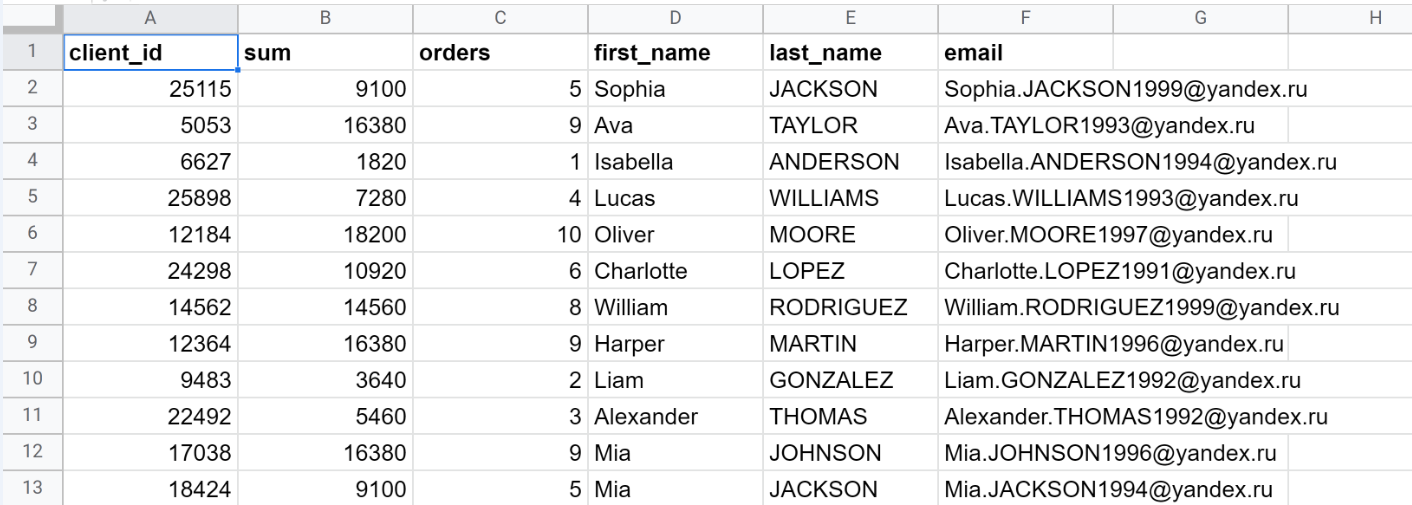 A B C D E F G H
1 client_id sum orders first_name last_name email
2 25115 9100 5 Sophia JACKSON Sophia.JACKSON1999@yandex.ru
3 5053 16380 9 Ava TAYLOR Ava.TAYLOR1993@yandex.ru
4 6627 1820 1 Isabella ANDERSON Isabella.ANDERSON1994@yandex.ru
5 25898 7280 4 Lucas WILLIAMS Lucas.WILLIAMS1993@yandex.ru
6 12184 18200 10 Oliver MOORE Oliver.MOORE1997@yandex.ru
7 24298 10920 6 Charlotte LOPEZ Charlotte.LOPEZ1991@yandex.ru
8 14562 14560 8 William RODRIGUEZ William.RODRIGUEZ1999@yandex.ru
9 12364 16380 9 Harper MARTIN Harper.MARTIN1996@yandex.ru
10 9483 3640 2 Liam GONZALEZ Liam.GONZALEZ1992@yandex.ru
11 22492 5460 3 Alexander THOMAS Alexander.THOMAS1992@yandex.ru
12 17038 16380 9 Mia JOHNSON Mia.JOHNSON1996@yandex.ru
13 18424 9100 5 Mia JACKSON Mia.JACKSON1994@yandex.ru